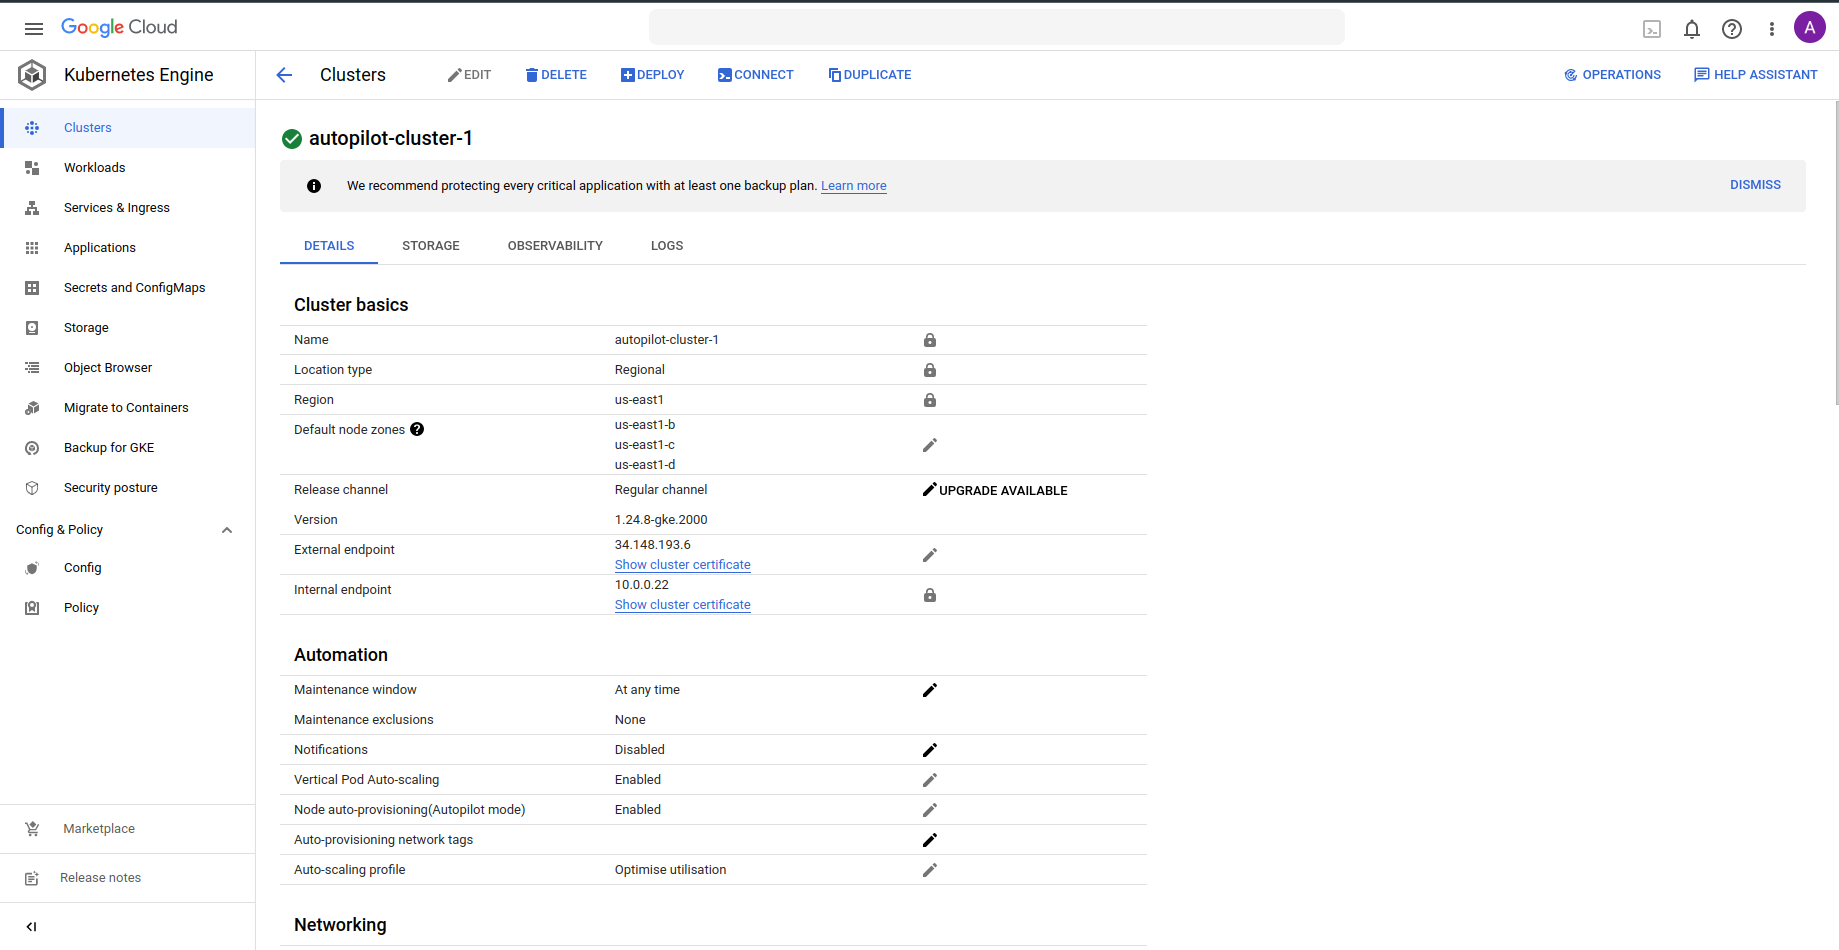 Google Cloud
A
Kubernetes Engine
Clusters
EDIT
DELETE
DEPLOY
CONNECT
DUPLICATE
OPERATIONS
HELP ASSISTANT
Clusters
Workloads
Services & Ingress
Applications
Secrets and ConfigMaps
Storage
Object Browser
Migrate to Containers
Backup for GKE
Security posture
Config & Policy
Config
Policy
Marketplace
Release notes
autopilot-cluster-1
We recommend protecting every critical application with at least one backup plan. Learn more
DISMISS
DETAILS
STORAGE
OBSERVABILITY
LOGS
Cluster basics
Name autopilot-cluster-1
Location type Regional
Region us-east1
Default node zones us-east1-b
us-east1-c
us-east1-d
Release channel Regular channel UPGRADE AVAILABLE
Version 1.24.8-gke.2000
External endpoint 34.148.193.6
Show cluster certificate
Internal endpoint 10.0.0.22
Show cluster certificate
Automation
Maintenance window At any time
Maintenance exclusions None
Notifications Disabled
Vertical Pod Auto-scaling Enabled
Node auto-provisioning(Autopilot mode) Enabled
Auto-provisioning network tags
Auto-scaling profile Optimise utilisation
Networking